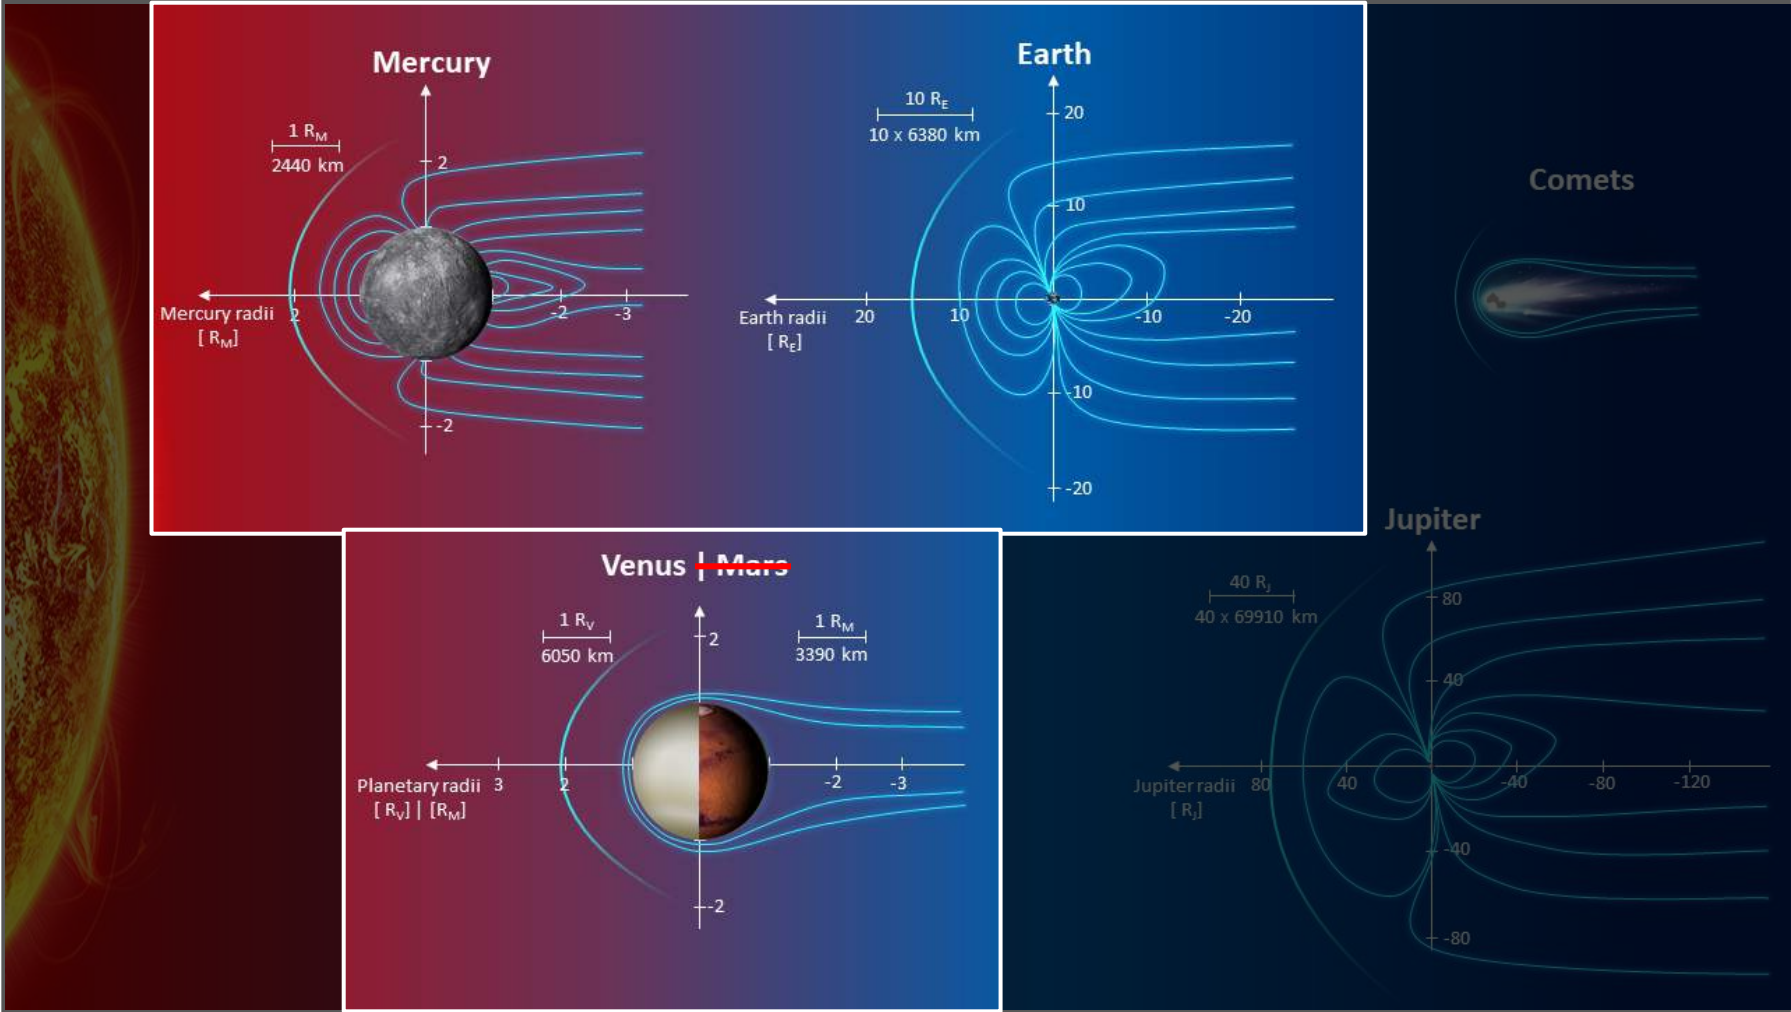 Mercury
1 R_M
2440 km
2
Mercury radii
[ R_M]
2
-2
-3
-2
Earth
10 R_E
10 x 6380 km
20
10
Earth radii
[ R_E]
20
10
-10
-20
-10
-20
Comets
Venus | Mars
1 R_V
6050 km
2
1 R_M
3390 km
Planetary radii
[ R_V] | [R_M]
3
2
-2
-3
-2
Jupiter
40 R_J
40 x 69910 km
80
40
Jupiter radii
[ R_J]
80
40
-40
-80
-120
-40
-80